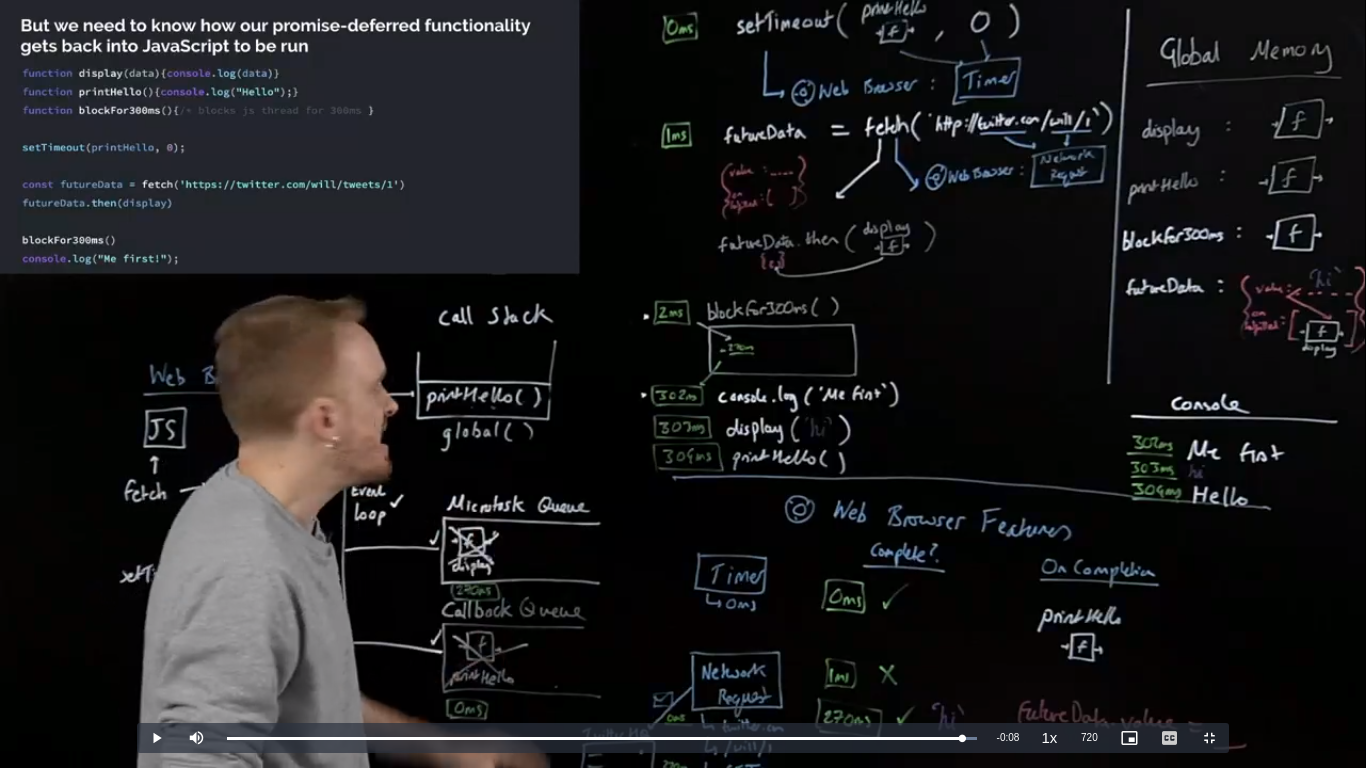 But we need to know how our promise-deferred functionality
gets back into JavaScript to be run
function display(data){console.log(data)}
function printHello(){console.log("Hello");}
function blockFor300ms(){/* blocks js thread for 300ms }
setTimeout(printHello, 0);
const futureData = fetch('https://twitter.com/will/tweets/1')
futureData.then(display)
blockFor300ms()
console.log("Me first!");
0ms setTimeout( printHello f , 0 )
Web Browser : Timer
1ms futureData = fetch('http://twitter.com/will/1')
{value :....
Web Browser : Network
Request
futureData.then ( display f )
2ms blockfor300ms( )
270ms
302ms console.log ('Me first')
303ms display ( 'hi' )
304ms printHello( )
Global Memory
display : f
printHello : f
blockfor300ms : f
futureData : value: 'hi'
f
display
Console
302ms Me first
303ms hi
304ms Hello
Call Stack
printHello( )
global( )
Web B
JS
fetch
setTi
Event
loop
Microtask Queue
f
display
270ms
Callback Queue
f
printHello
0ms
Web Browser Features
Complete?
On Completion
Timer
0ms
0ms
printHello
f
Network
Request
1ms X
270ms 'hi'
futureData.value =
twitter.com
/will/1
-0:08 1x 720 CC